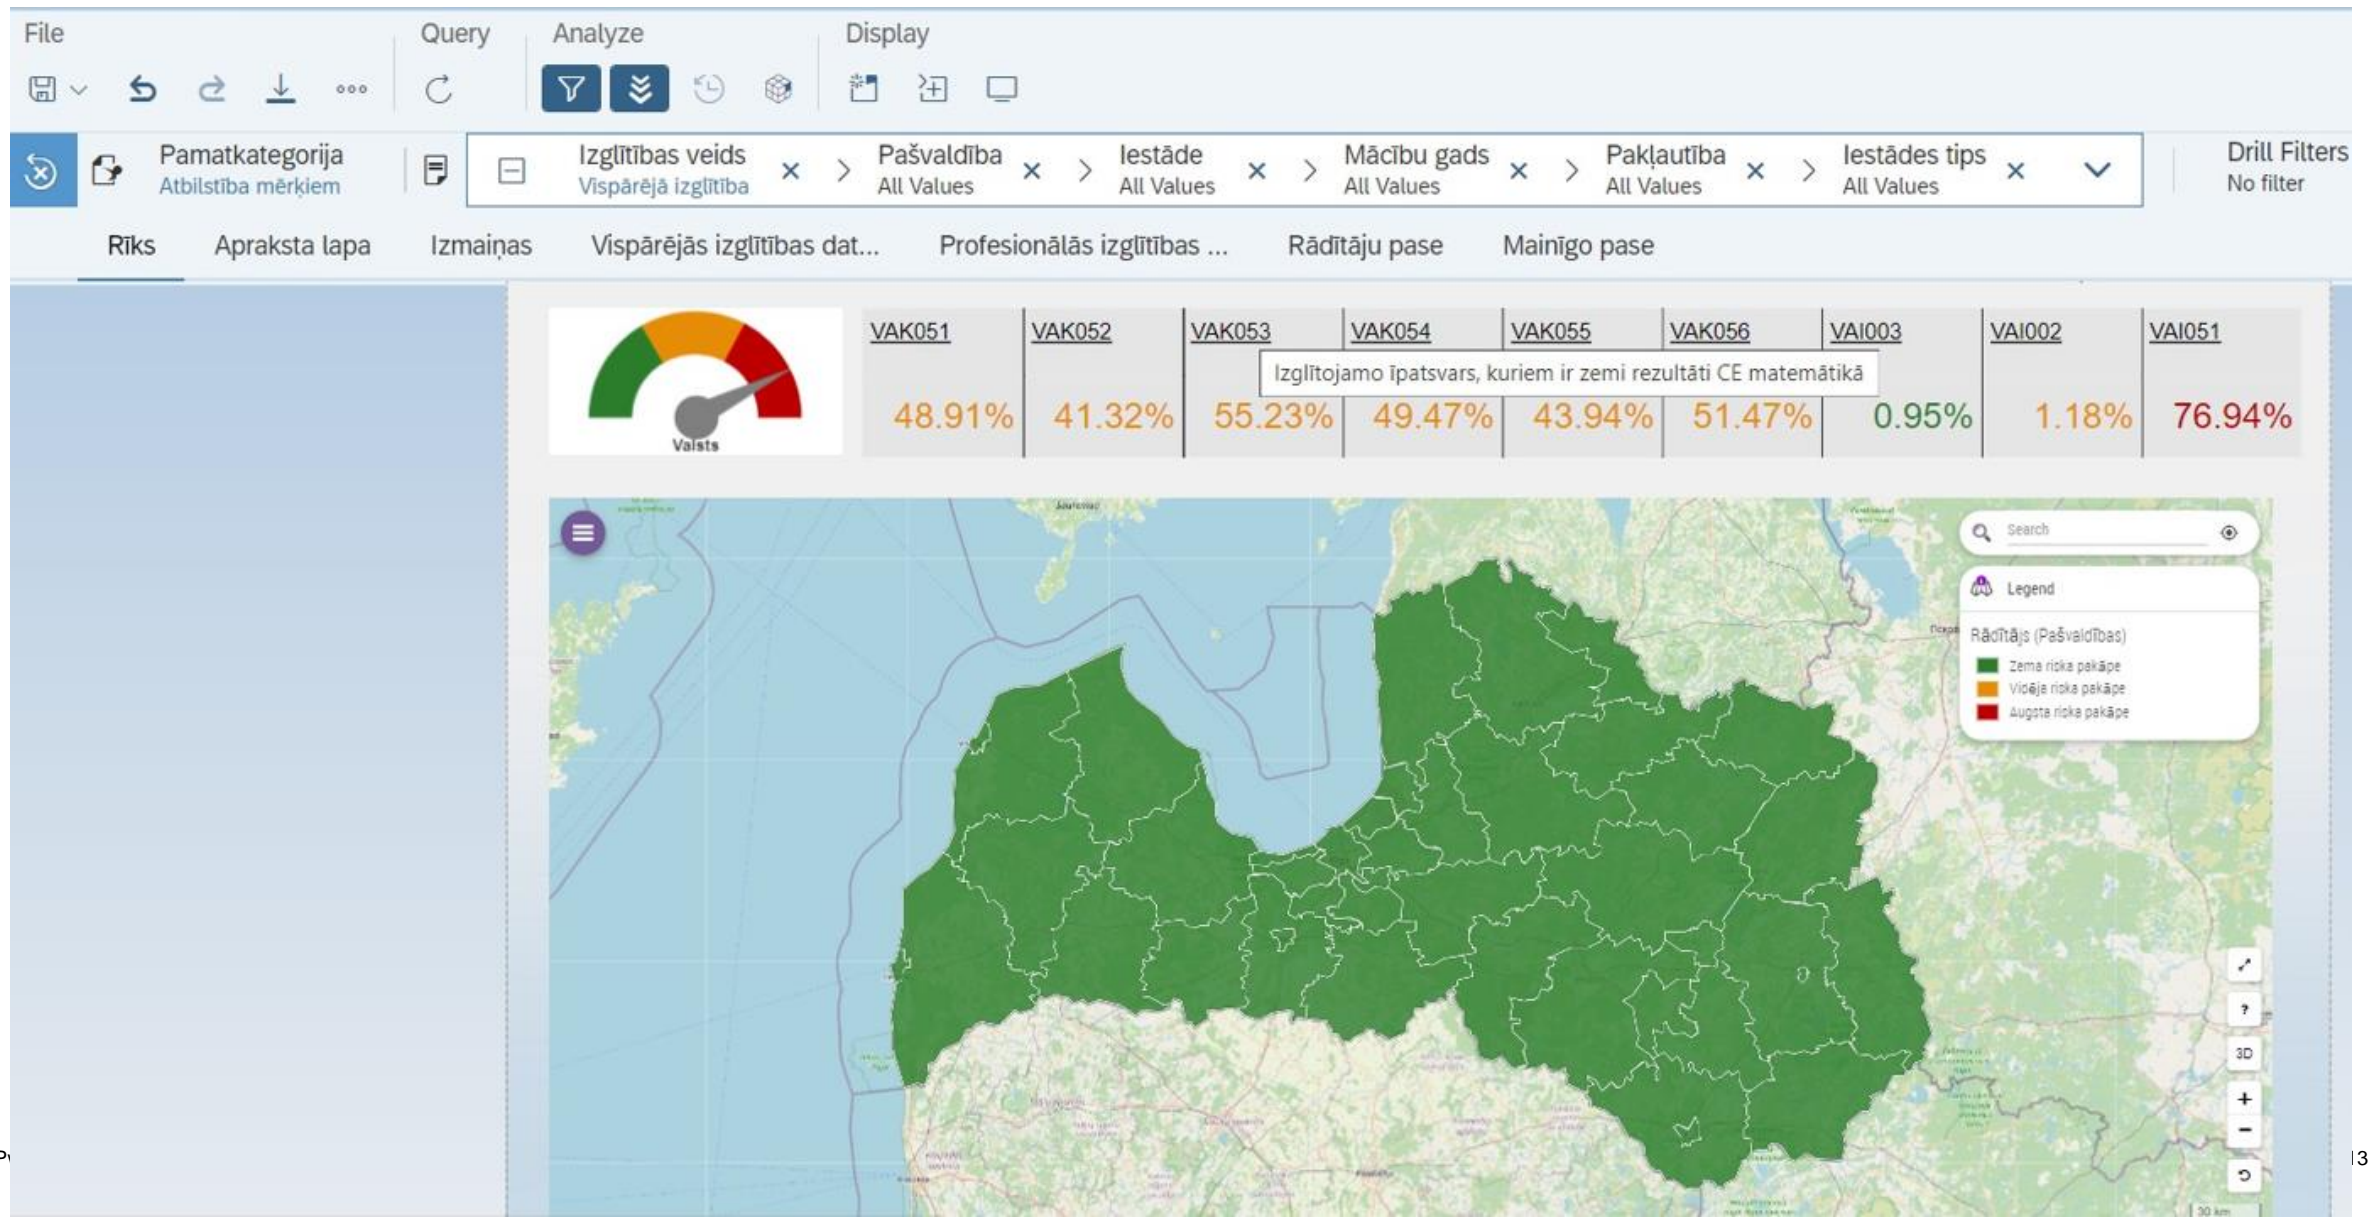 File Query Analyze Display
Pamatkategorija Izglītības veids Pašvaldība Iestāde Mācību gads Pakļautība Iestādes tips Drill Filters
Atbilstība mērķiem Vispārējā izglītība All Values All Values All Values All Values All Values No filter
Rīks Apraksta lapa Izmaiņas Vispārējās izglītības dat... Profesionālās izglītības ... Rādītāju pase Mainīgo pase
VAK051 VAK052 VAK053 VAK054 VAK055 VAK056 VAI003 VAI002 VAI051
Izglītojamo īpatsvars, kuriem ir zemi rezultāti CE matemātikā
48.91% 41.32% 55.23% 49.47% 43.94% 51.47% 0.95% 1.18% 76.94%
Valsts
Search
Legend
Rādītājs (Pašvaldības)
Zema riska pakāpe
Vidēja riska pakāpe
Augsta riska pakāpe
?
3D
+
−
13
30 km